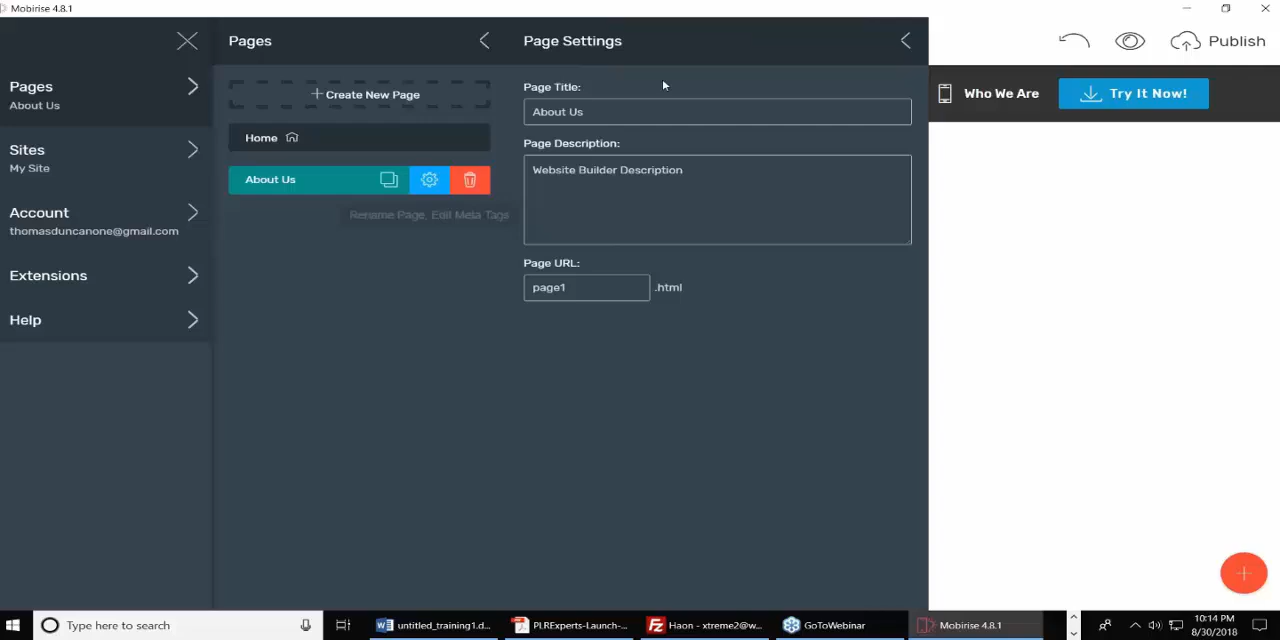 Mobirise 4.8.1
Pages
About Us
Sites
My Site
Account
thomasduncanone@gmail.com
Extensions
Help
Pages
Create New Page
Home
About Us
Rename Page, Edit Meta Tags
Page Settings
Page Title:
About Us
Page Description:
Website Builder Description
Page URL:
page1 .html
Publish
Who We Are
Try It Now!
Type here to search
untitled_training1.d...
PLRExperts-Launch-...
Haon - xtreme2@w...
GoToWebinar
Mobirise 4.8.1
10:14 PM
8/30/2018